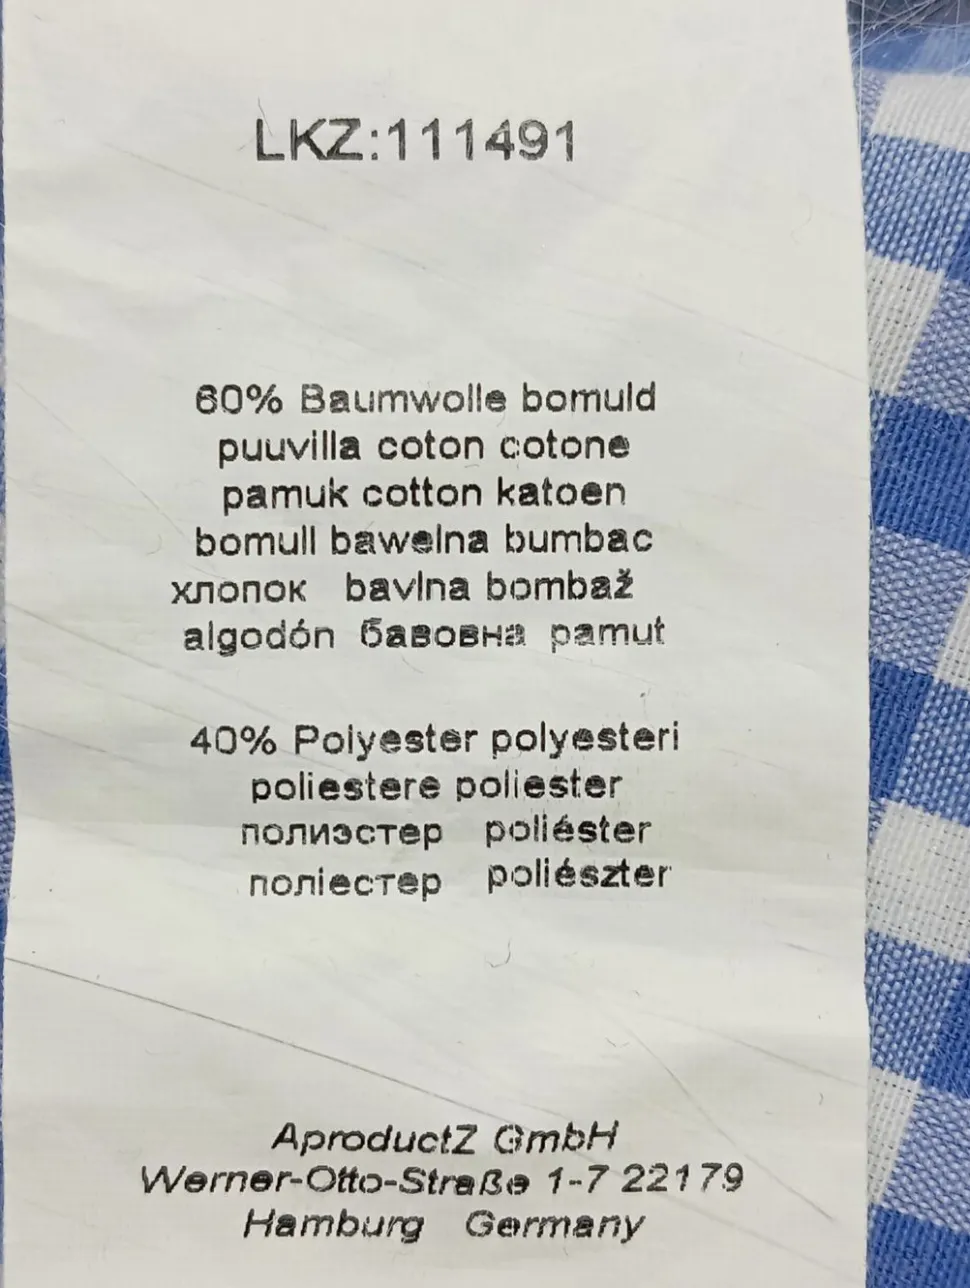 LKZ:111491
60% Baumwolle bomuld
puuvilla coton cotone
pamuk cotton katoen
bomull bawelna bumbac
хлопок bavlna bombaž
algodón бавовна pamut
40% Polyester polyesteri
poliestere poliester
полиэстер poliéster
поліестер poliészter
AproductZ GmbH
Werner-Otto-Straße 1-7 22179
Hamburg Germany